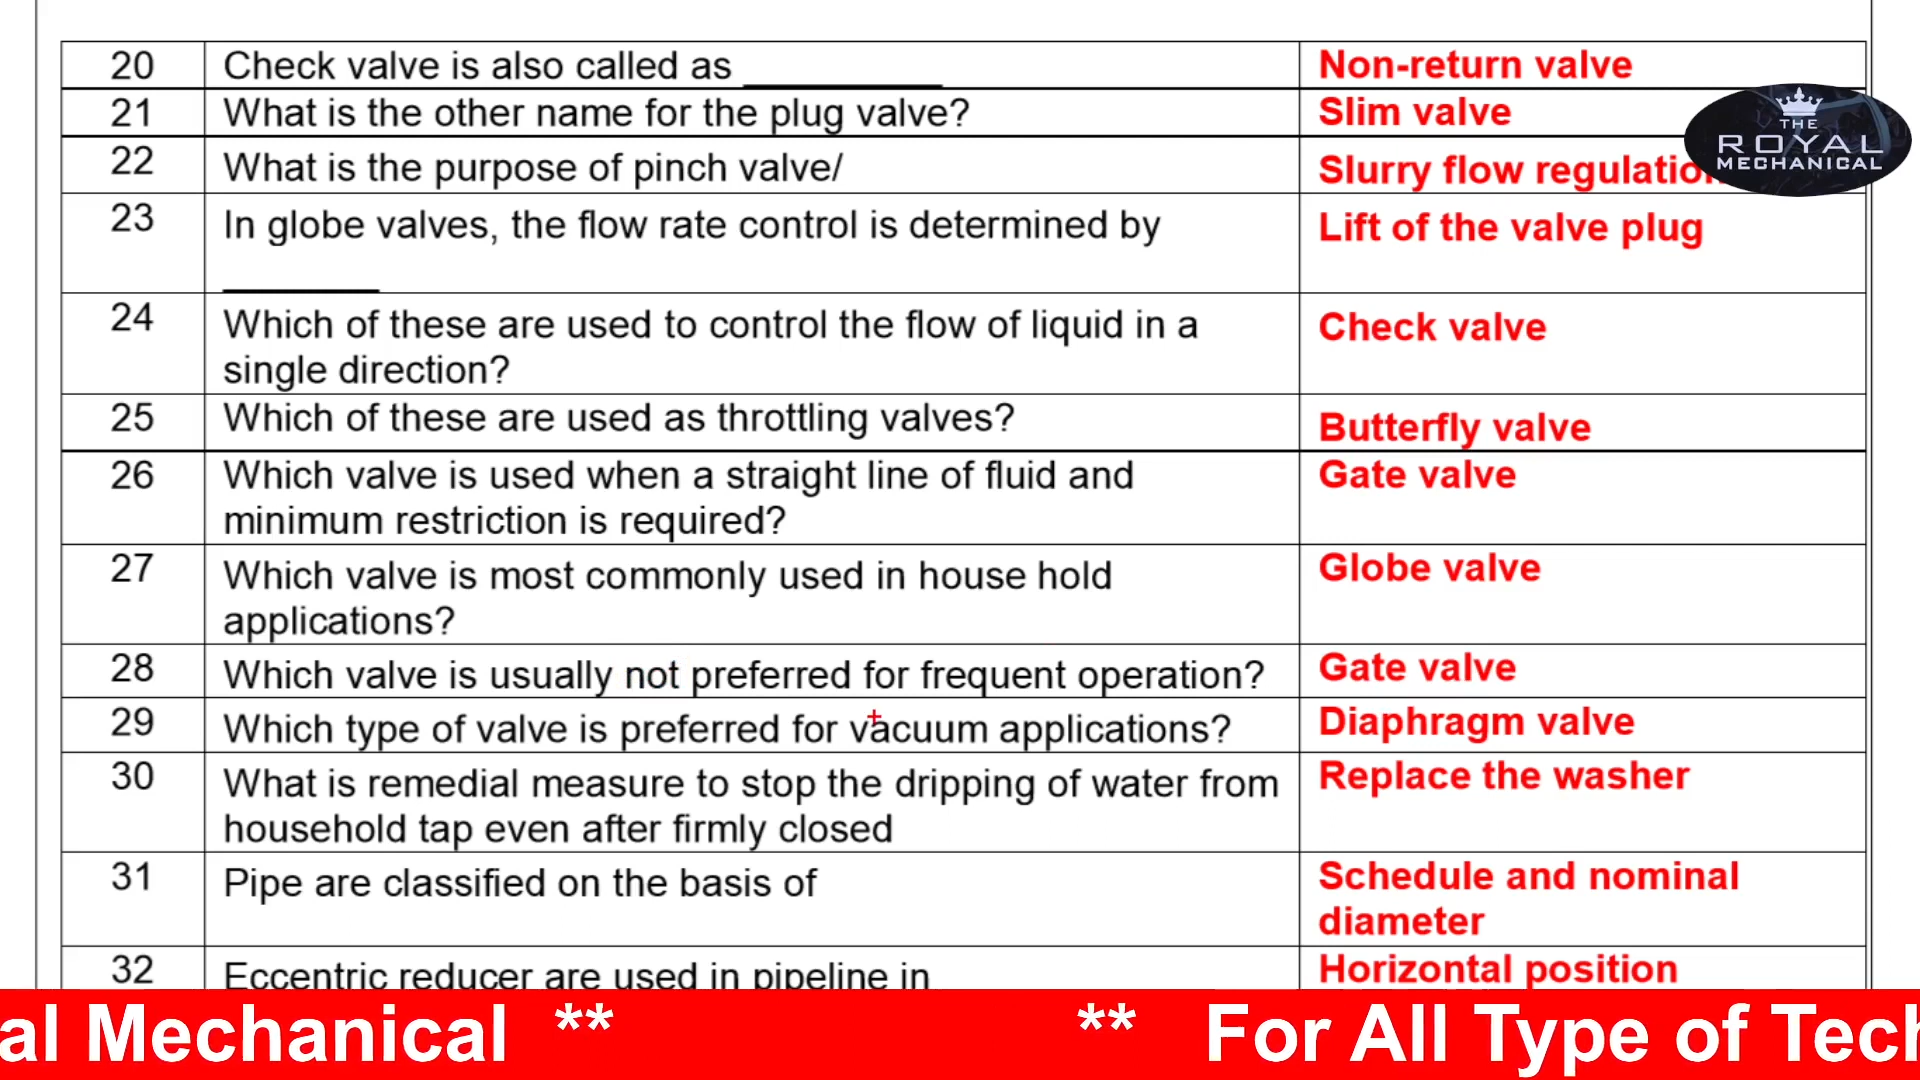 20 Check valve is also called as __________ Non-return valve
21 What is the other name for the plug valve? Slim valve
22 What is the purpose of pinch valve/ Slurry flow regulation
23 In globe valves, the flow rate control is determined by Lift of the valve plug
________
24 Which of these are used to control the flow of liquid in a Check valve
single direction?
25 Which of these are used as throttling valves? Butterfly valve
26 Which valve is used when a straight line of fluid and Gate valve
minimum restriction is required?
27 Which valve is most commonly used in house hold Globe valve
applications?
28 Which valve is usually not preferred for frequent operation? Gate valve
29 Which type of valve is preferred for vacuum applications? Diaphragm valve
30 What is remedial measure to stop the dripping of water from Replace the washer
household tap even after firmly closed
31 Pipe are classified on the basis of Schedule and nominal
diameter
32 Eccentric reducer are used in pipeline in Horizontal position
THE
ROYAL
MECHANICAL
al Mechanical ** ** For All Type of Tech